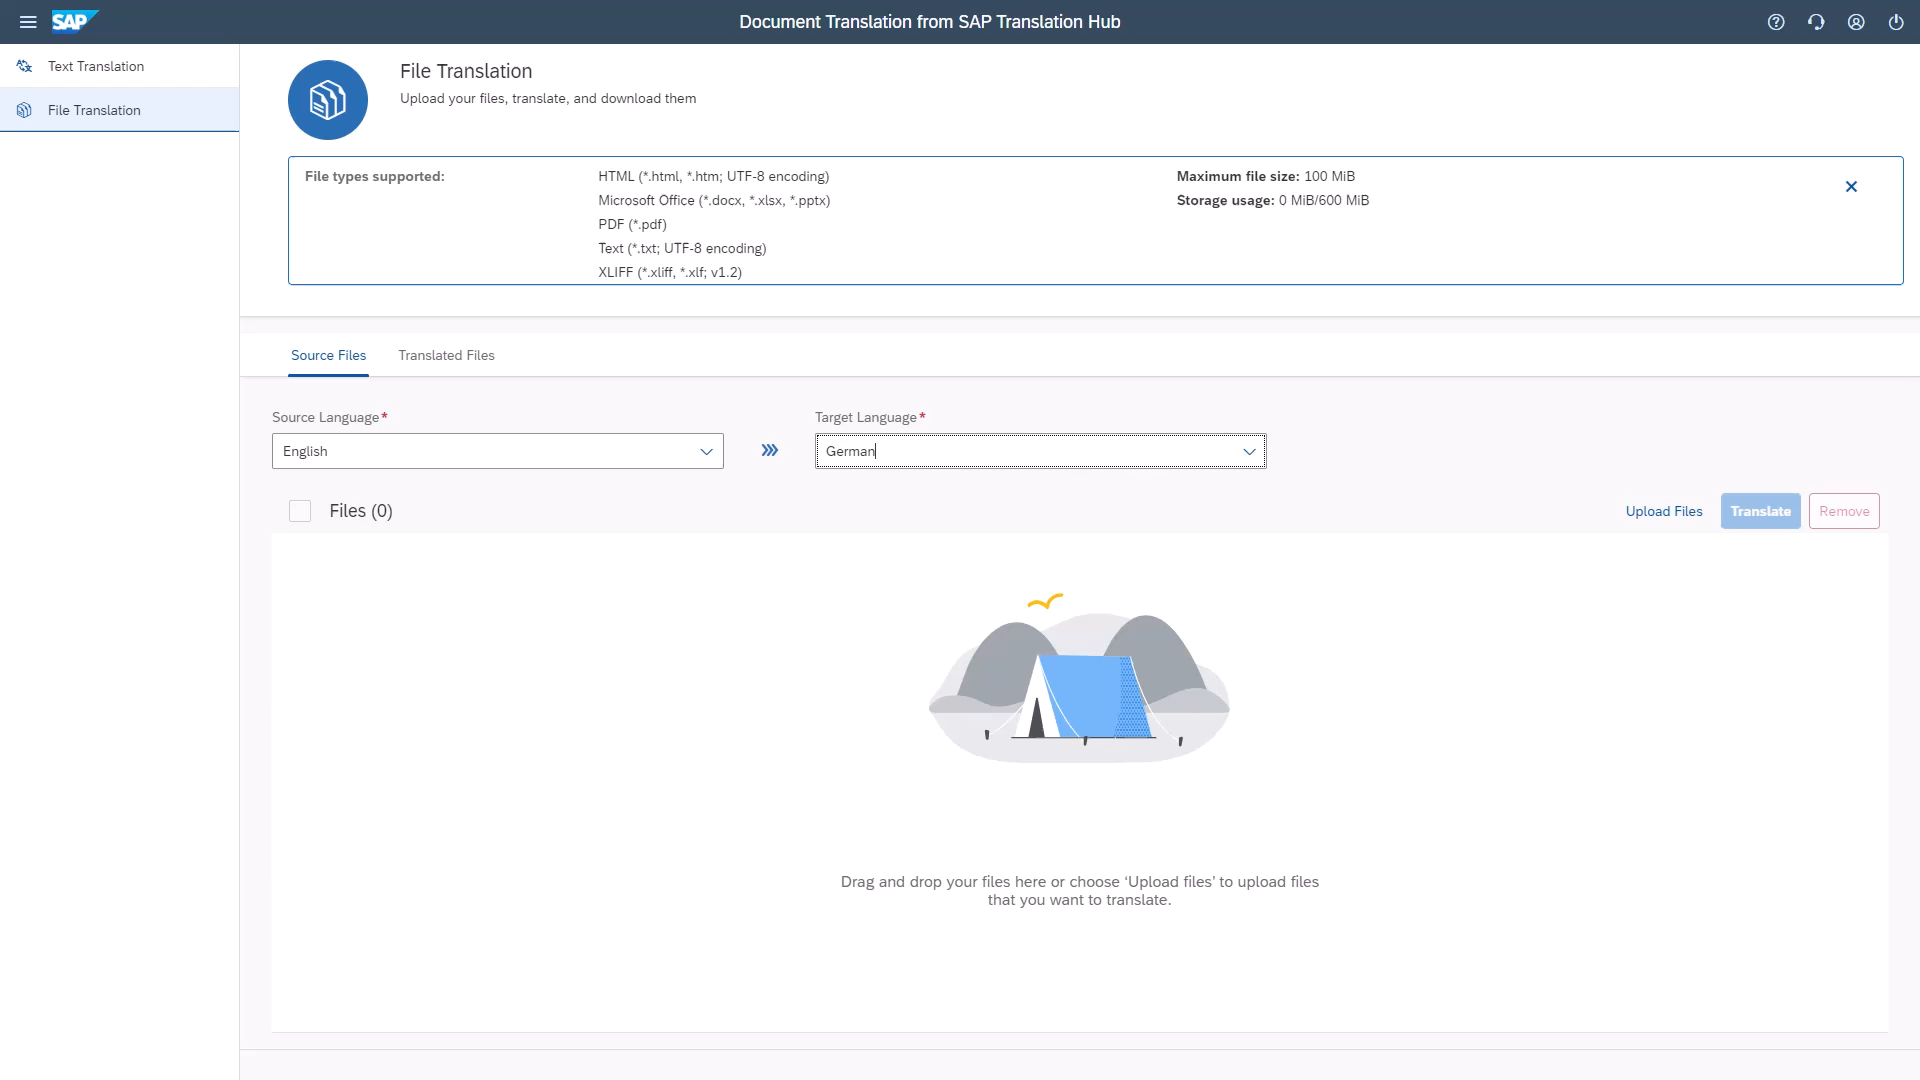 SAP
Document Translation from SAP Translation Hub
Text Translation
File Translation
File Translation
Upload your files, translate, and download them
File types supported:
HTML (*.html, *.htm; UTF-8 encoding)
Microsoft Office (*.docx, *.xlsx, *.pptx)
PDF (*.pdf)
Text (*.txt; UTF-8 encoding)
XLIFF (*.xliff, *.xlf; v1.2)
Maximum file size: 100 MiB
Storage usage: 0 MiB/600 MiB
Source Files
Translated Files
Source Language*
English
Target Language*
German
Files (0)
Upload Files
Translate
Remove
Drag and drop your files here or choose ‘Upload files’ to upload files
that you want to translate.